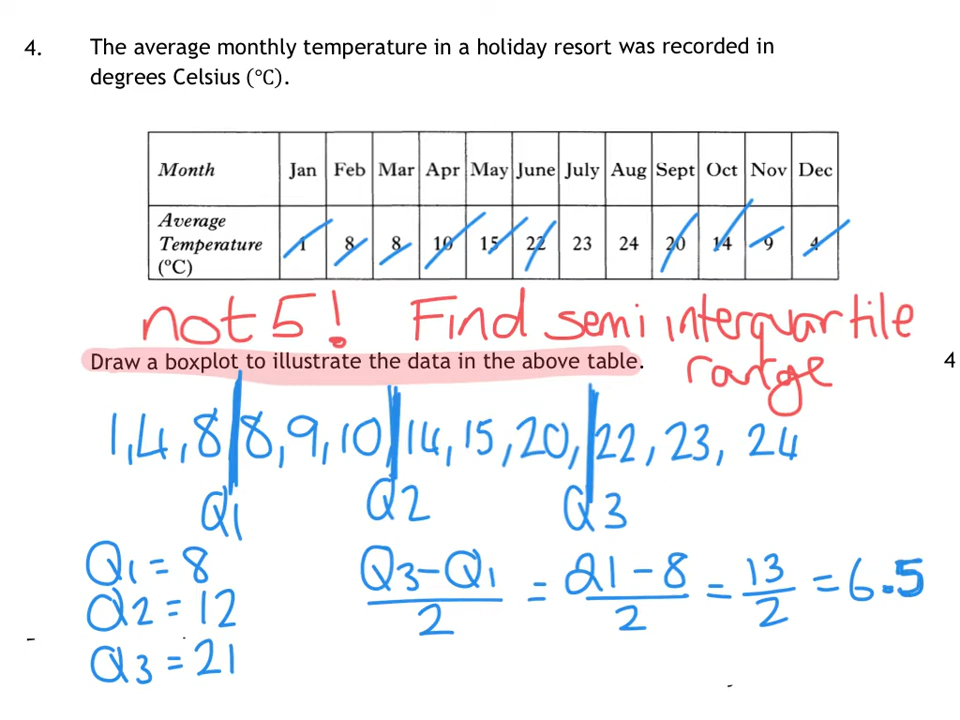 4. The average monthly temperature in a holiday resort was recorded in
degrees Celsius (°C).
Month Jan Feb Mar Apr May June July Aug Sept Oct Nov Dec
Average
Temperature 1 8 8 10 15 22 23 24 20 14 9 4
(°C)
not 5! Find semi interquartile
range
Draw a boxplot to illustrate the data in the above table. 4
1, 4, 8 8, 9, 10 14, 15, 20, 22, 23, 24
Q1 Q2 Q3
Q1 = 8
Q2 = 12
Q3 = 21
Q3-Q1/2 = 21-8/2 = 13/2 = 6.5